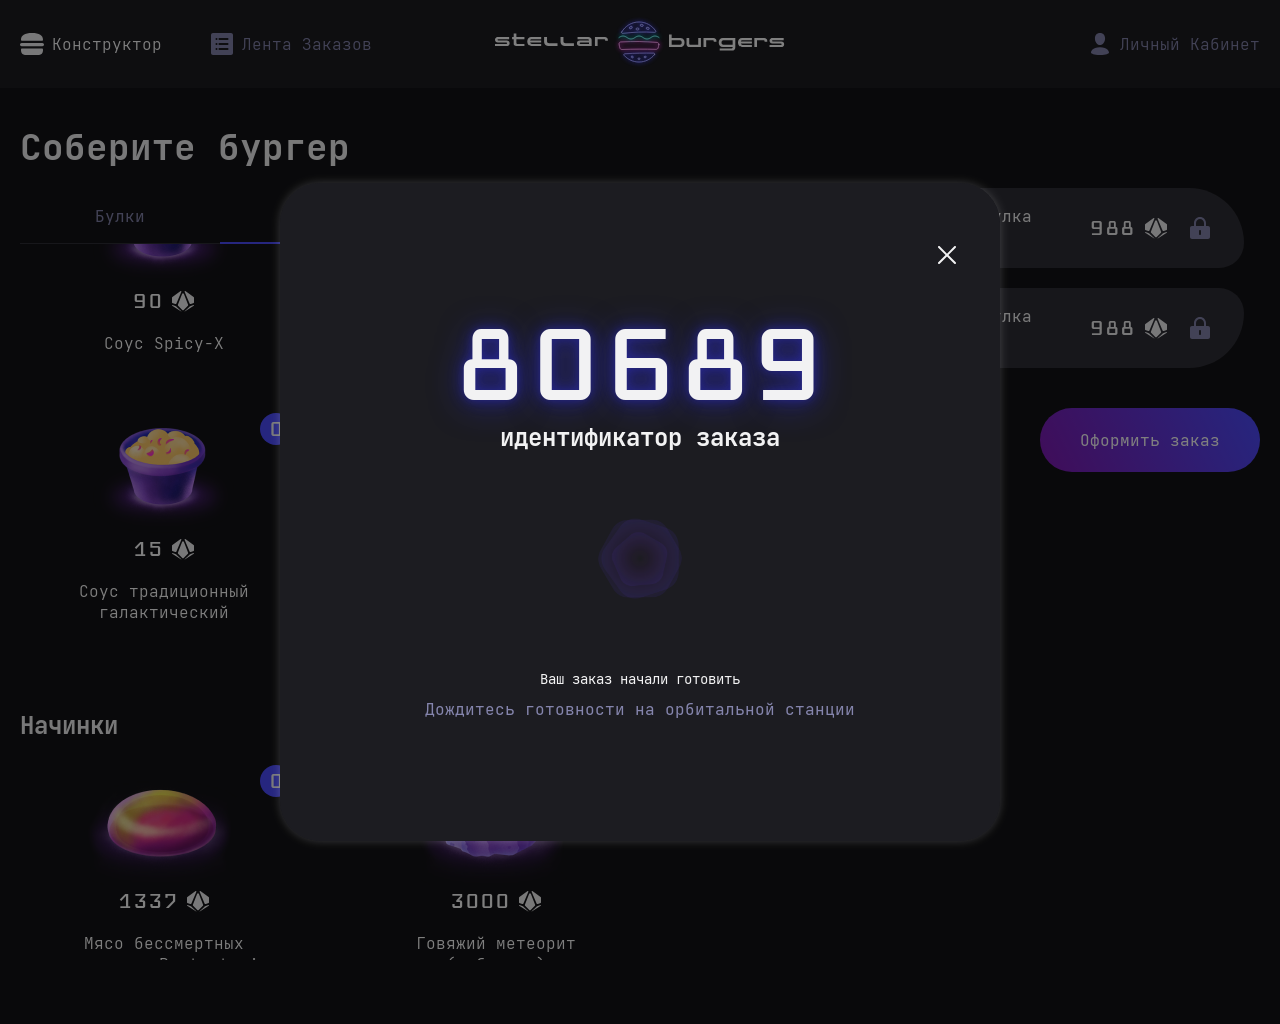 Конструктор
Лента Заказов
stellar burgers
Личный Кабинет
Соберите бургер
Булки
90
Соус Spicy-X
988
988
Оформить заказ
15
Соус традиционный
галактический
80689
идентификатор заказа
Ваш заказ начали готовить
Дождитесь готовности на орбитальной станции
Начинки
1337
Мясо бессмертных
3000
Говяжий метеорит